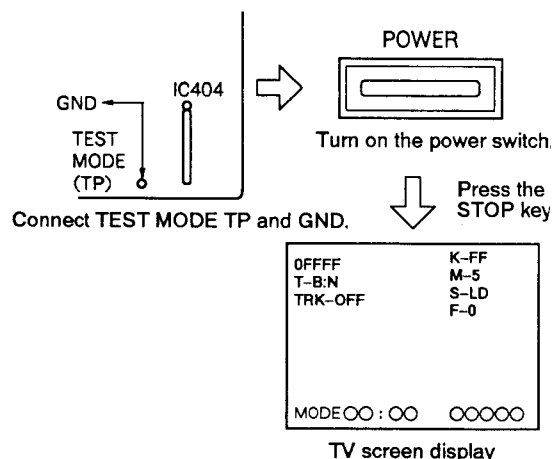 IC404
GND
TEST
MODE
(TP)
Connect TEST MODE TP and GND.
POWER
Turn on the power switch.
Press the
STOP key
0FFFF
T-B:N
TRK-OFF
K-FF
M-5
S-LD
F-0
MODE○○:○○ ○○○○○
TV screen display